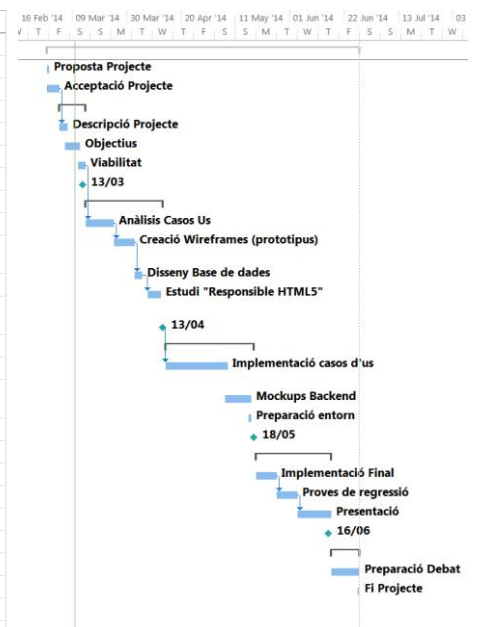 16 Feb '14 09 Mar '14 30 Mar '14 20 Apr '14 11 May '14 01 Jun '14 22 Jun '14 13 Jul '14 03
W T F S S M T W T F S S M T W T F S S M T W
Proposta Projecte
Acceptació Projecte
Descripció Projecte
Objectius
Viabilitat
13/03
Anàlisis Casos Us
Creació Wireframes (prototipus)
Disseny Base de dades
Estudi "Responsible HTML5"
13/04
Implementació casos d'us
Mockups Backend
Preparació entorn
18/05
Implementació Final
Proves de regressió
Presentació
16/06
Preparació Debat
Fi Projecte